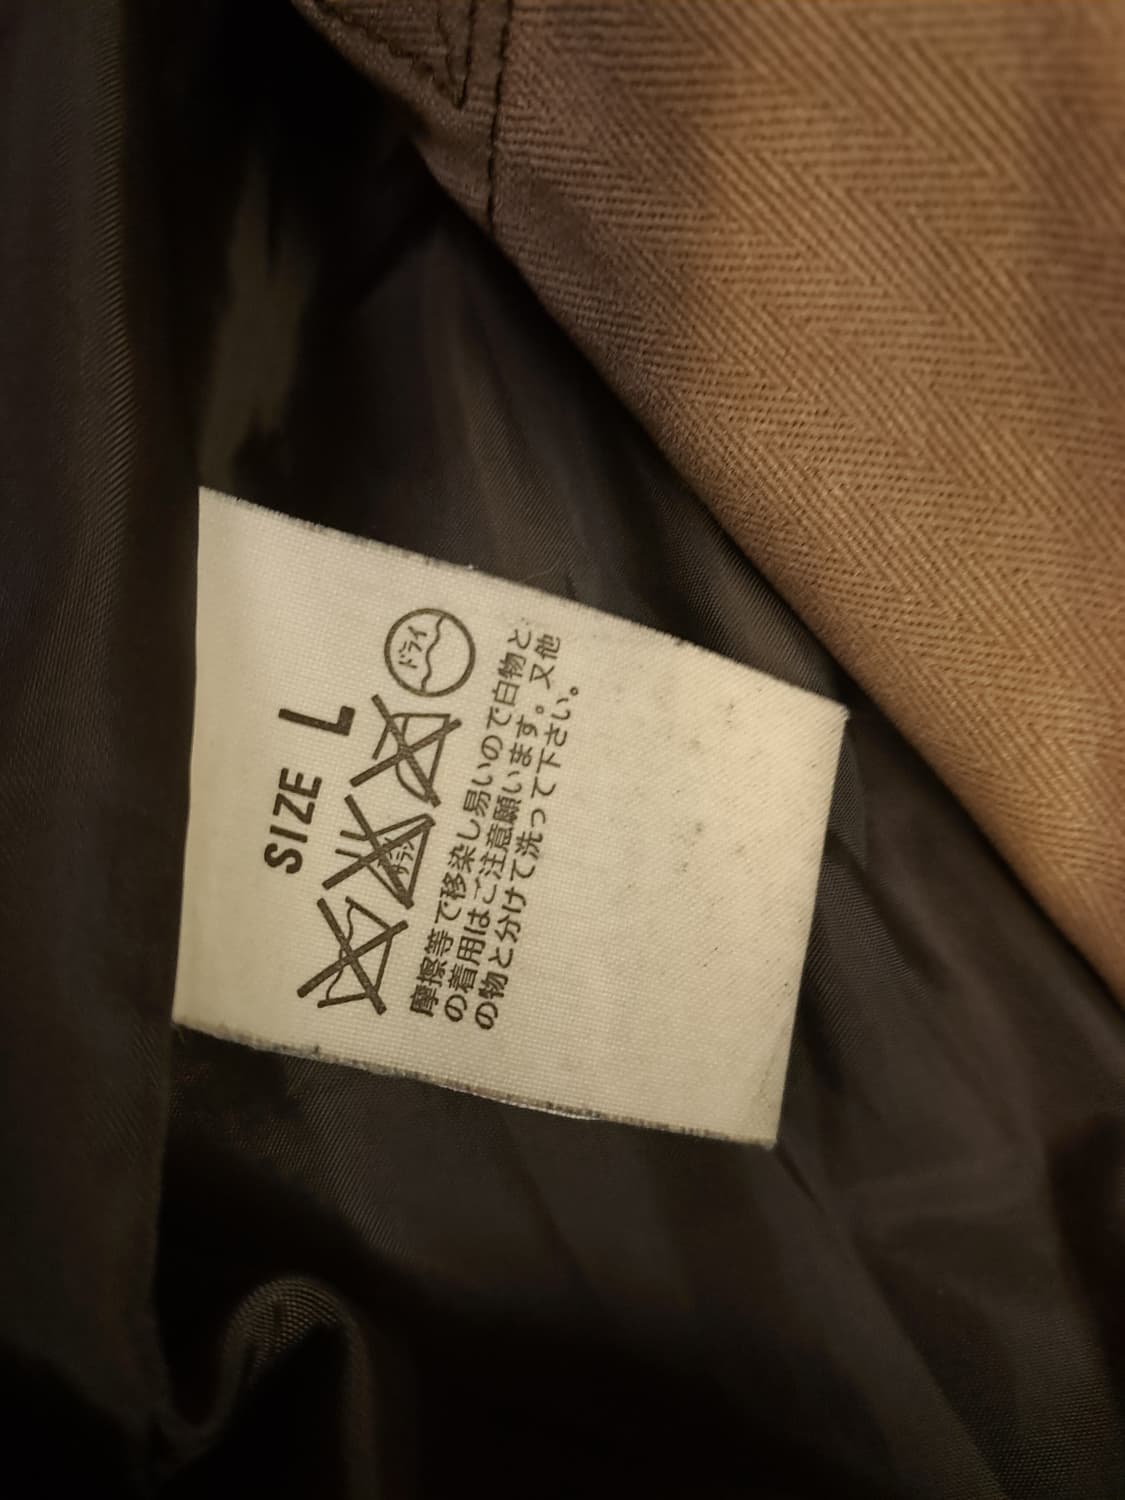 SIZE L
ドライ
摩擦等で移染し易いので白物と
の着用はご注意願います。又他
の物と分けて洗って下さい。